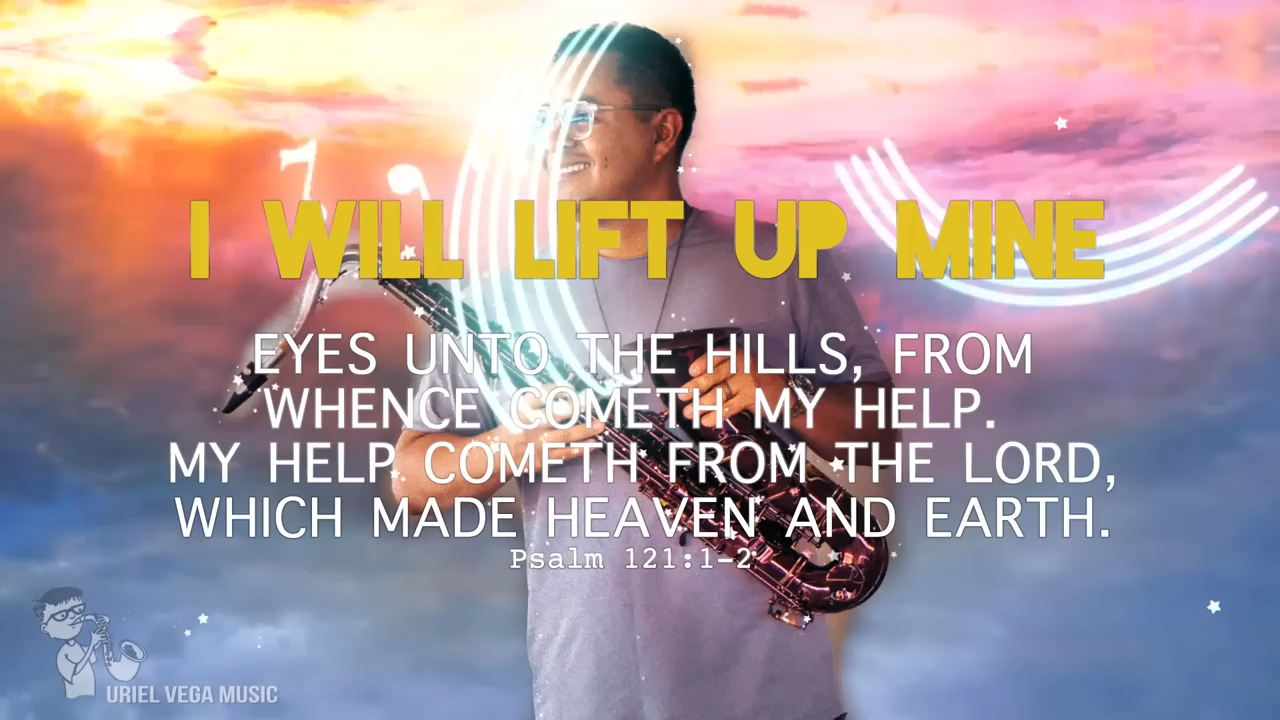 I WILL LIFT UP MINE
EYES UNTO THE HILLS, FROM
WHENCE COMETH MY HELP.
MY HELP COMETH FROM THE LORD,
WHICH MADE HEAVEN AND EARTH.
Psalm 121:1-2
URIEL VEGA MUSIC